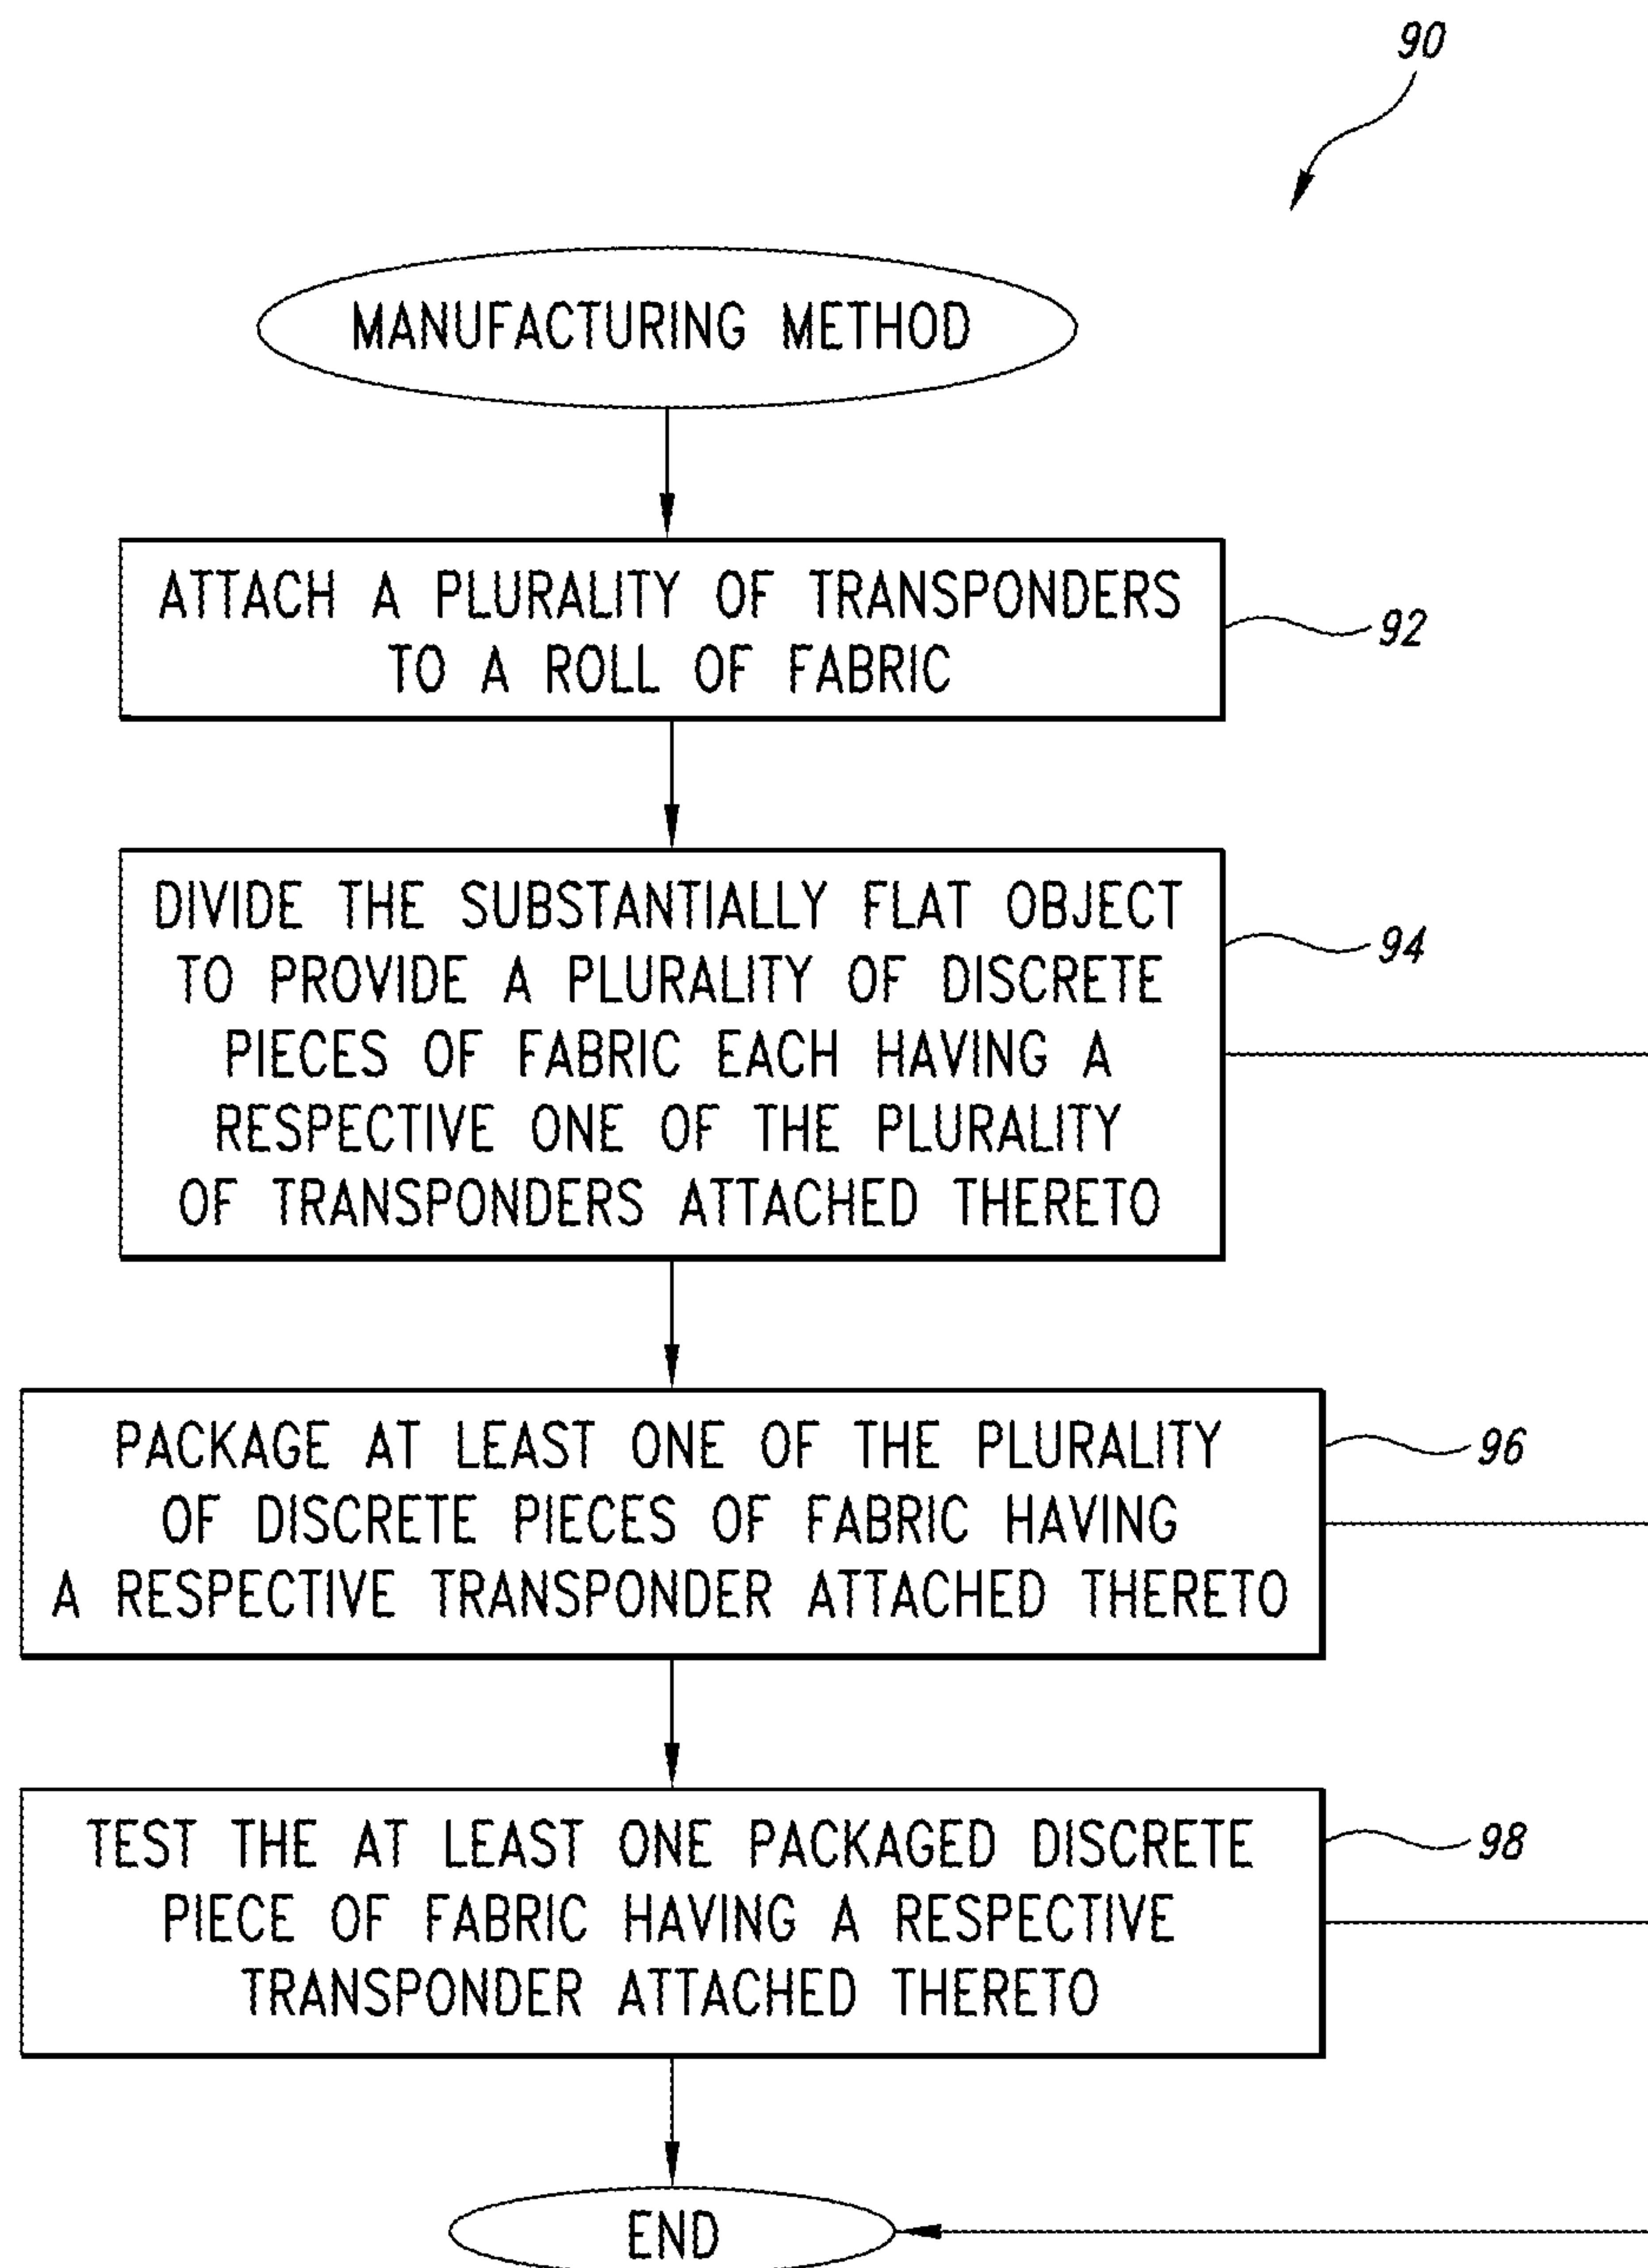 90
MANUFACTURING METHOD
ATTACH A PLURALITY OF TRANSPONDERS
TO A ROLL OF FABRIC
92
DIVIDE THE SUBSTANTIALLY FLAT OBJECT
TO PROVIDE A PLURALITY OF DISCRETE
PIECES OF FABRIC EACH HAVING A
RESPECTIVE ONE OF THE PLURALITY
OF TRANSPONDERS ATTACHED THERETO
94
PACKAGE AT LEAST ONE OF THE PLURALITY
OF DISCRETE PIECES OF FABRIC HAVING
A RESPECTIVE TRANSPONDER ATTACHED THERETO
96
TEST THE AT LEAST ONE PACKAGED DISCRETE
PIECE OF FABRIC HAVING A RESPECTIVE
TRANSPONDER ATTACHED THERETO
98
END